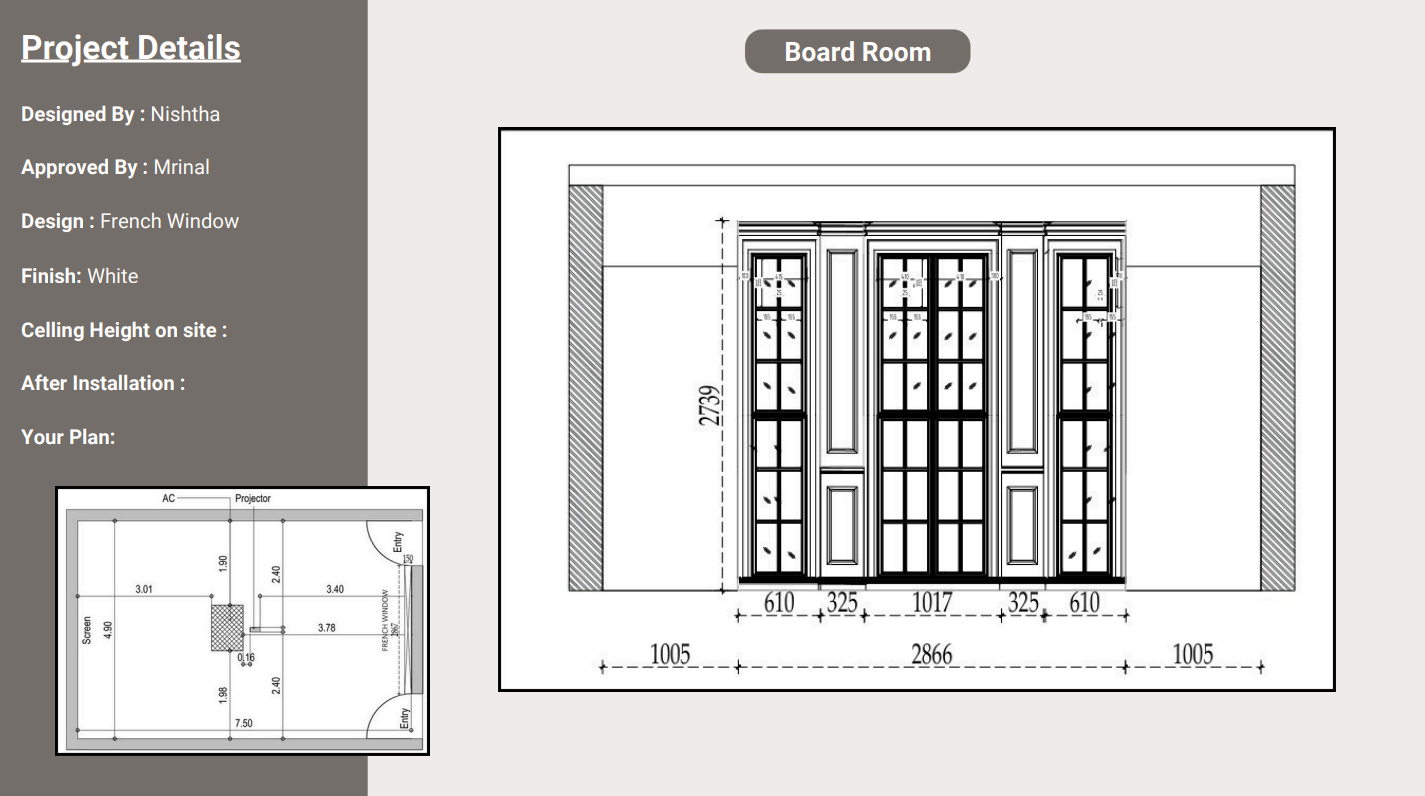 Project Details
Designed By : Nishtha
Approved By : Mrinal
Design : French Window
Finish: White
Celling Height on site :
After Installation :
Your Plan:
AC
Projector
Entry
150
1.90
2.40
3.01
3.40
Screen
4.90
FRENCH WINDOW
2867
3.78
0.16
1.98
2.40
Entry
7.50
Board Room
2739
610
325
1017
325
610
1005
2866
1005